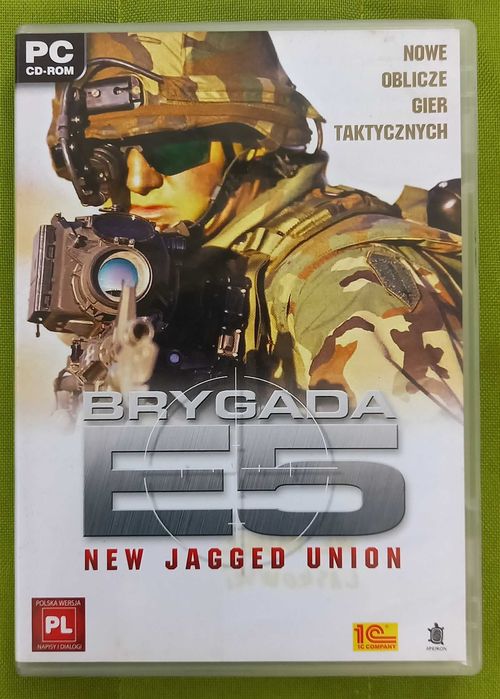 PC
CD-ROM
NOWE
OBLICZE
GIER
TAKTYCZNYCH
BRYGADA
E5
NEW JAGGED UNION
POLSKA WERSJA
PL
NAPISY I DIALOGI
1C
1C COMPANY
APEIRON